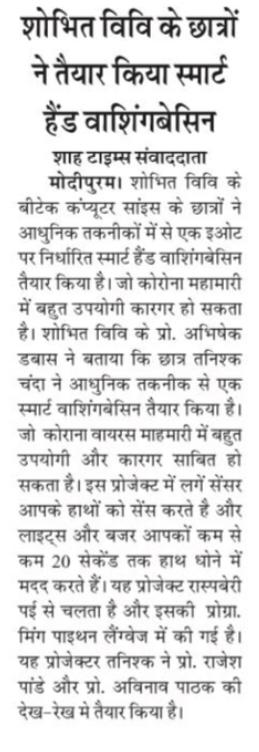 शोभित विवि के छात्रों
ने तैयार किया स्मार्ट
हैंड वाशिंगबेसिन
शाह टाइम्स संवाददाता
मोदीपुरम। शोभित विवि के
बीटेक कंप्यूटर साइंस के छात्रों ने
आधुनिक तकनीकों में से एक इओट
पर निर्धारित स्मार्ट हैंड वाशिंगबेसिन
तैयार किया है। जो कोरोना महामारी
में बहुत उपयोगी कारगर हो सकता
है। शोभित विवि के प्रो. अभिषेक
डबास ने बताया कि छात्र तनिश्क
चंदा ने आधुनिक तकनीक से एक
स्मार्ट वाशिंगबेसिन तैयार किया है।
जो कोराना वायरस माहमारी में बहुत
उपयोगी और कारगर साबित हो
सकता है। इस प्रोजेक्ट में लगें सेंसर
आपके हाथों को सेंस करते है और
लाइट्स और बजर आपकों कम से
कम 20 सेकेंड तक हाथ धोने में
मदद करते हैं। यह प्रोजेक्ट रास्पबेरी
पई से चलता है और इसकी प्रोग्रा.
मिंग पाइथन लैंग्वेज में की गई है।
यह प्रोजेक्टर तनिश्क ने प्रो. राजेश
पांडे और प्रो. अविनाव पाठक की
देख-रेख मे तैयार किया है।